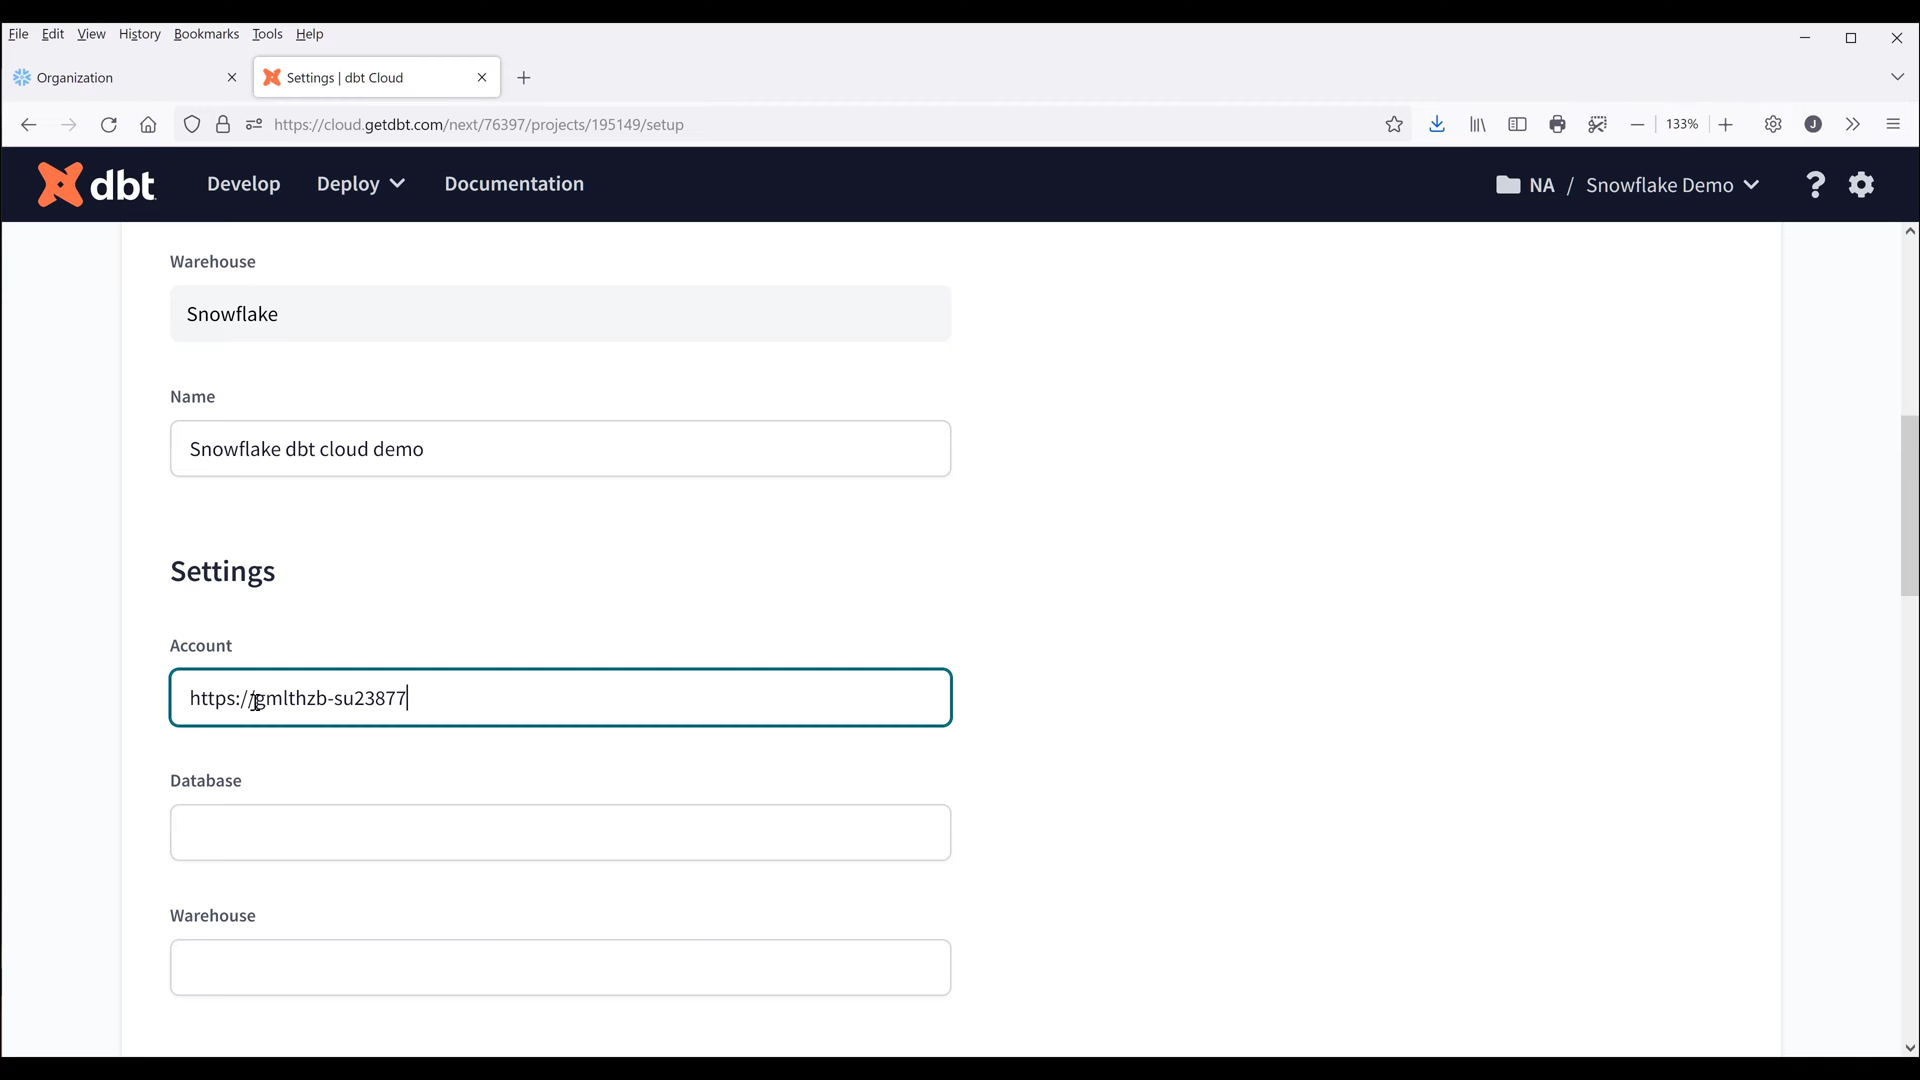 File Edit View History Bookmarks Tools Help
Organization
Settings | dbt Cloud
https://cloud.getdbt.com/next/76397/projects/195149/setup
133%
J
dbt
Develop
Deploy
Documentation
NA / Snowflake Demo
Warehouse
Snowflake
Name
Snowflake dbt cloud demo
Settings
Account
https://gmlthzb-su23877
Database
Warehouse